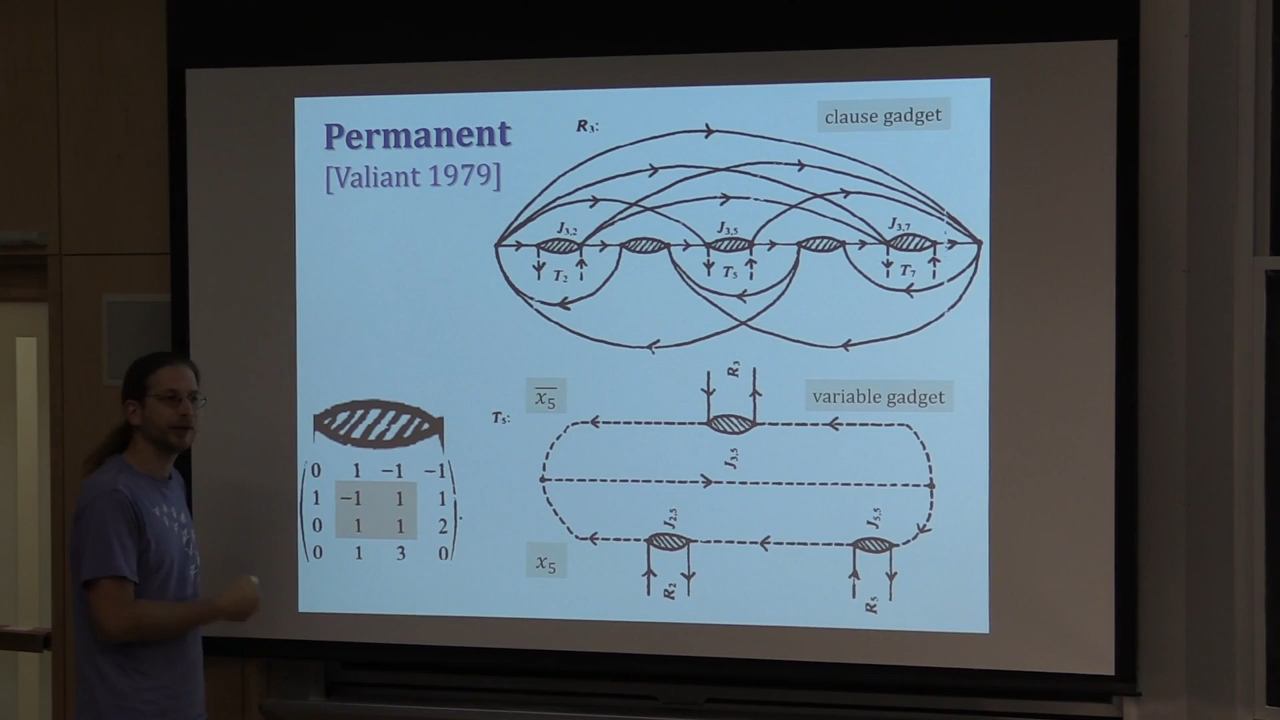 Permanent
[Valiant 1979]
R₃:
clause gadget
J₃,₂
J₃,₅
J₃,₇
T₂
T₅
T₇
x̅₅
R₃
variable gadget
T₅:
J₃,₅
0 1 −1 −1
1 −1 1 1
0 1 1 2
0 1 3 0
.
J₂,₅
J₅,₅
x₅
R₂
R₅